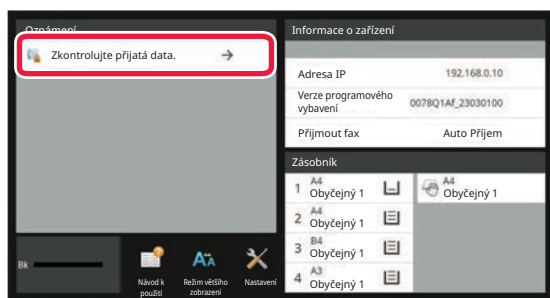 Oznámení
Zkontrolujte přijatá data. →
Informace o zařízení
Adresa IP 192.168.0.10
Verze programového
vybavení 0078Q1Af_23030100
Přijmout fax Auto Příjem
Zásobník
1 A4
Obyčejný 1
A4
Obyčejný 1
2 A4
Obyčejný 1
3 B4
Obyčejný 1
4 A3
Obyčejný 1
Bk
Návod k
použití
Režim většího
zobrazení
Nastavení